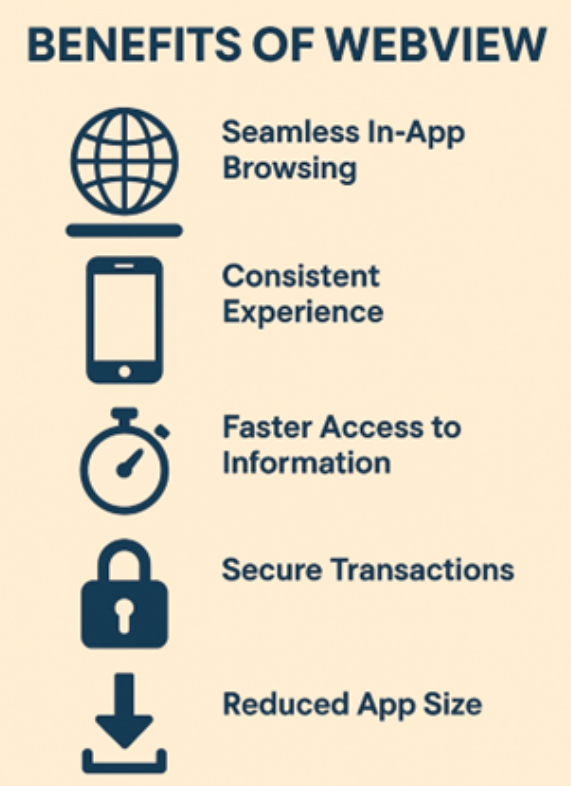 BENEFITS OF WEBVIEW
Seamless In-App
Browsing
Consistent
Experience
Faster Access to
Information
Secure Transactions
Reduced App Size